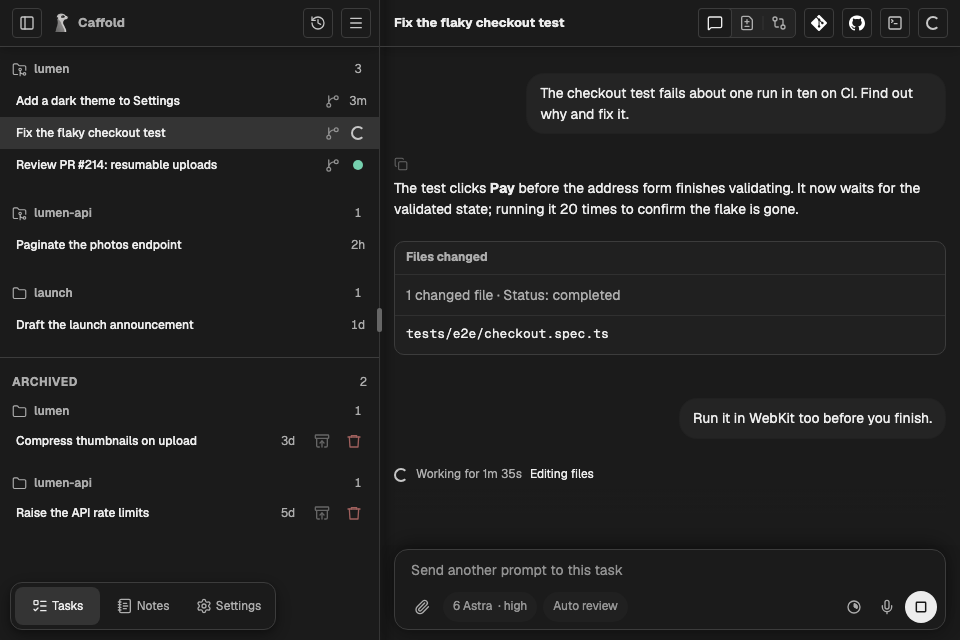 Caffold
lumen
3
Add a dark theme to Settings
3m
Fix the flaky checkout test
Review PR #214: resumable uploads
lumen-api
1
Paginate the photos endpoint
2h
launch
1
Draft the launch announcement
1d
ARCHIVED
2
lumen
1
Compress thumbnails on upload
3d
lumen-api
1
Raise the API rate limits
5d
Tasks
Notes
Settings
Fix the flaky checkout test
The checkout test fails about one run in ten on CI. Find out
why and fix it.
The test clicks Pay before the address form finishes validating. It now waits for the
validated state; running it 20 times to confirm the flake is gone.
Files changed
1 changed file · Status: completed
tests/e2e/checkout.spec.ts
Run it in WebKit too before you finish.
Working for 1m 35s Editing files
Send another prompt to this task
6 Astra · high
Auto review